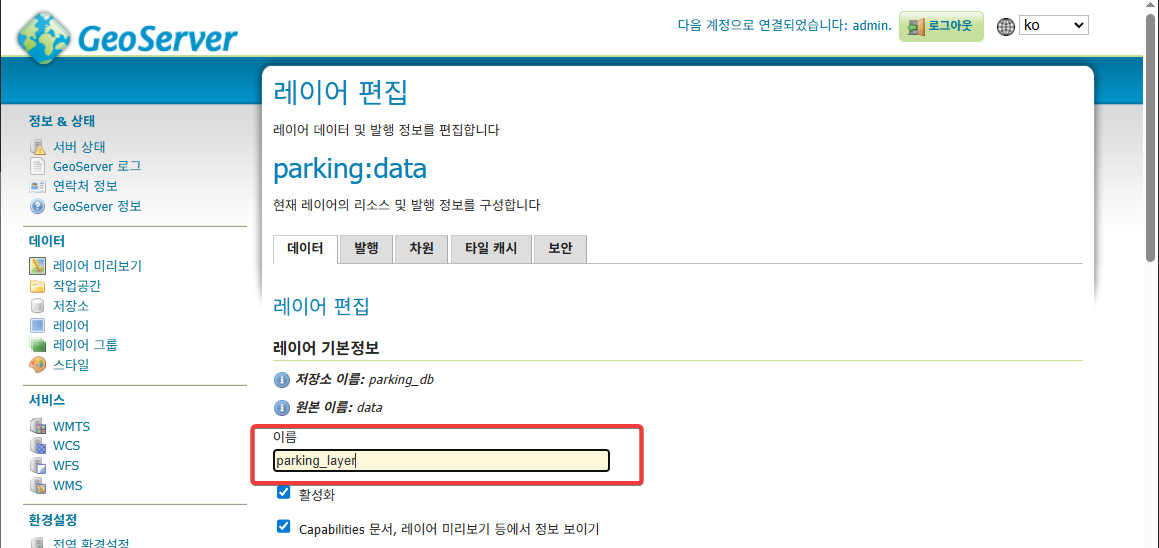 GeoServer
다음 계정으로 연결되었습니다: admin. 로그아웃 ko
정보 & 상태
서버 상태
GeoServer 로그
연락처 정보
GeoServer 정보
데이터
레이어 미리보기
작업공간
저장소
레이어
레이어 그룹
스타일
서비스
WMTS
WCS
WFS
WMS
환경설정
전역 환경설정
레이어 편집
레이어 데이터 및 발행 정보를 편집합니다
parking:data
현재 레이어의 리소스 및 발행 정보를 구성합니다
데이터 발행 차원 타일 캐시 보안
레이어 편집
레이어 기본정보
저장소 이름: parking_db
원본 이름: data
이름
parking_layer
활성화
Capabilities 문서, 레이어 미리보기 등에서 정보 보이기